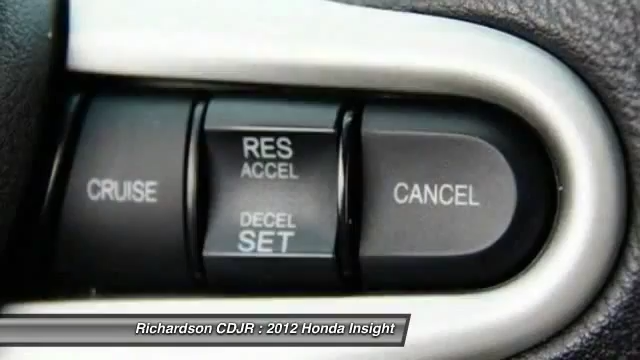 CRUISE
RES
ACCEL
DECEL
SET
CANCEL
Richardson CDJR : 2012 Honda Insight